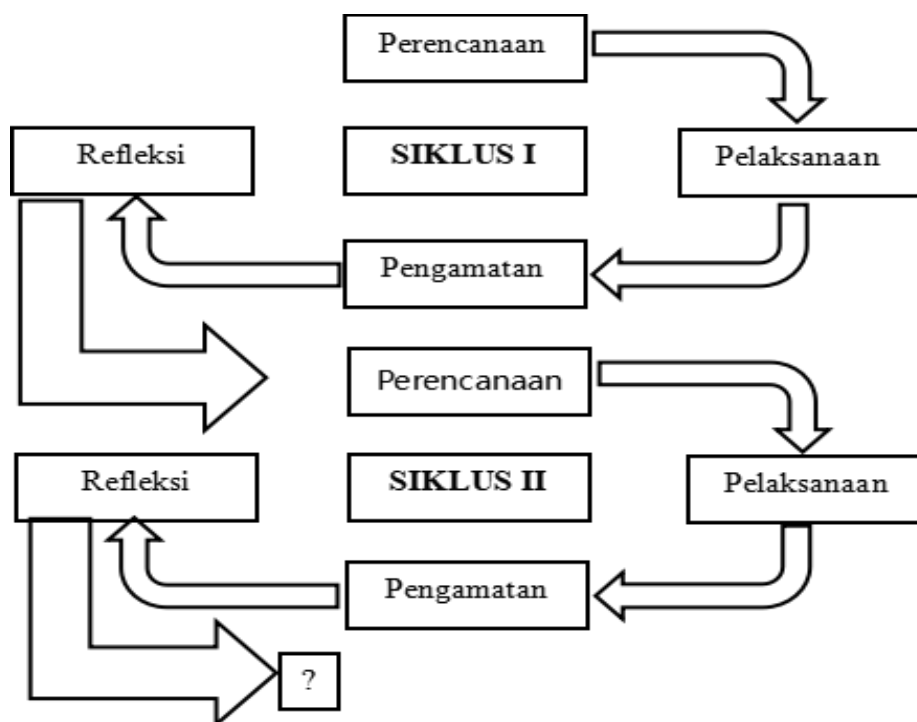 Perencanaan
Refleksi
SIKLUS I
Pelaksanaan
Pengamatan
Perencanaan
Refleksi
SIKLUS II
Pelaksanaan
Pengamatan
?